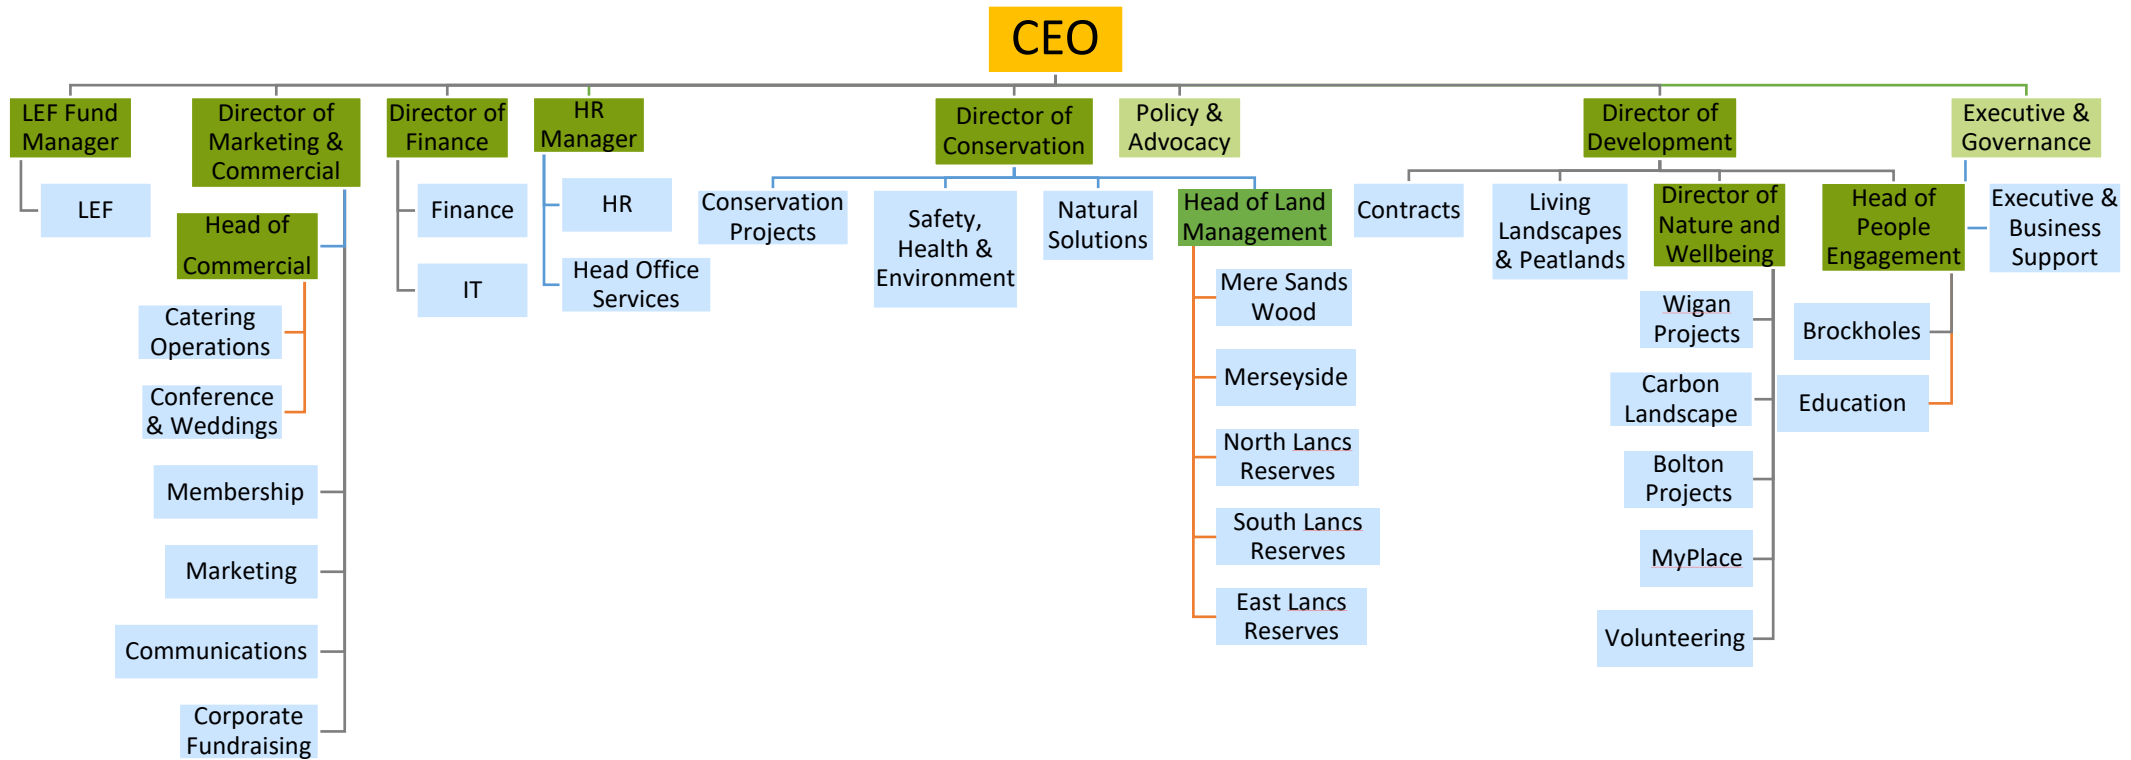 CEO
LEF Fund
Manager
Director of
Marketing &
Commercial
Director of
Finance
HR
Manager
Director of
Conservation
Policy &
Advocacy
Director of
Development
Executive &
Governance
LEF
Head of
Commercial
Catering
Operations
Conference
& Weddings
Membership
Marketing
Communications
Corporate
Fundraising
Finance
IT
HR
Head Office
Services
Conservation
Projects
Safety,
Health &
Environment
Natural
Solutions
Head of Land
Management
Mere Sands
Wood
Merseyside
North Lancs
Reserves
South Lancs
Reserves
East Lancs
Reserves
Contracts
Living
Landscapes
& Peatlands
Director of
Nature and
Wellbeing
Wigan
Projects
Carbon
Landscape
Bolton
Projects
MyPlace
Volunteering
Head of
People
Engagement
Brockholes
Education
Executive &
Business
Support